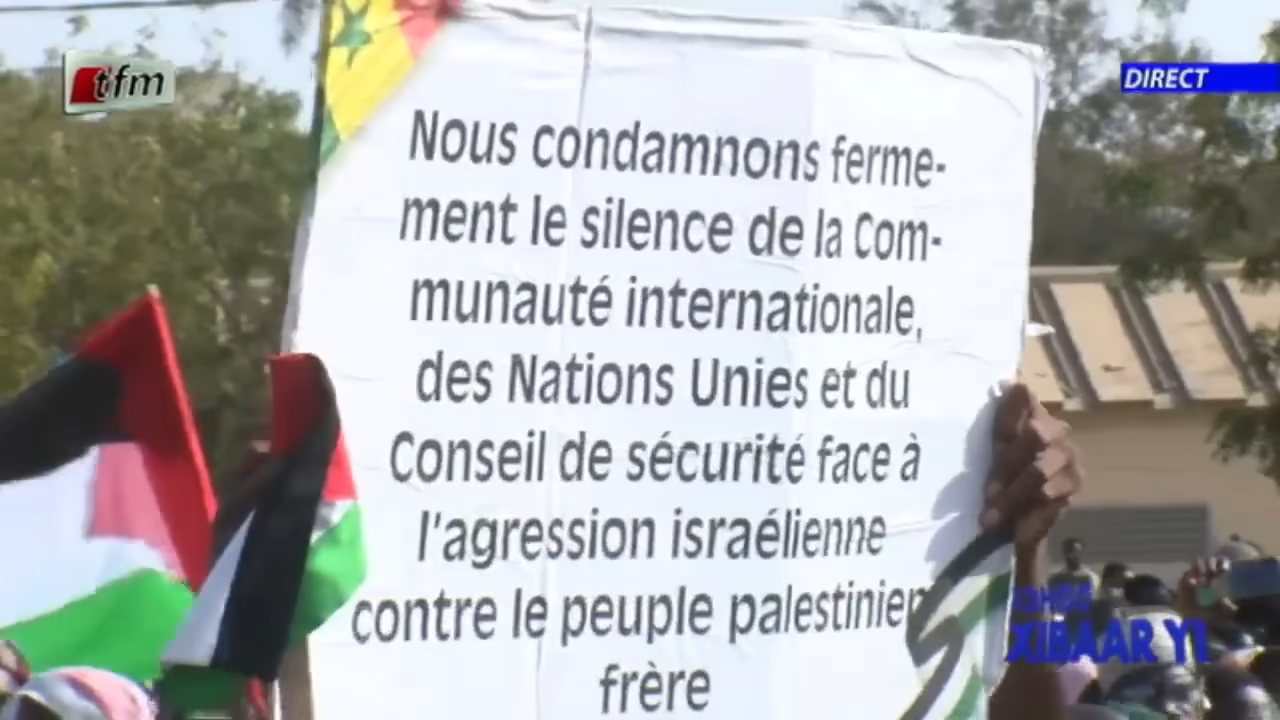 tfm
DIRECT
Nous condamnons ferme-
ment le silence de la Com-
munauté internationale,
des Nations Unies et du
Conseil de sécurité face à
l'agression israélienne
contre le peuple palestinien
frère
XIBAAR YI